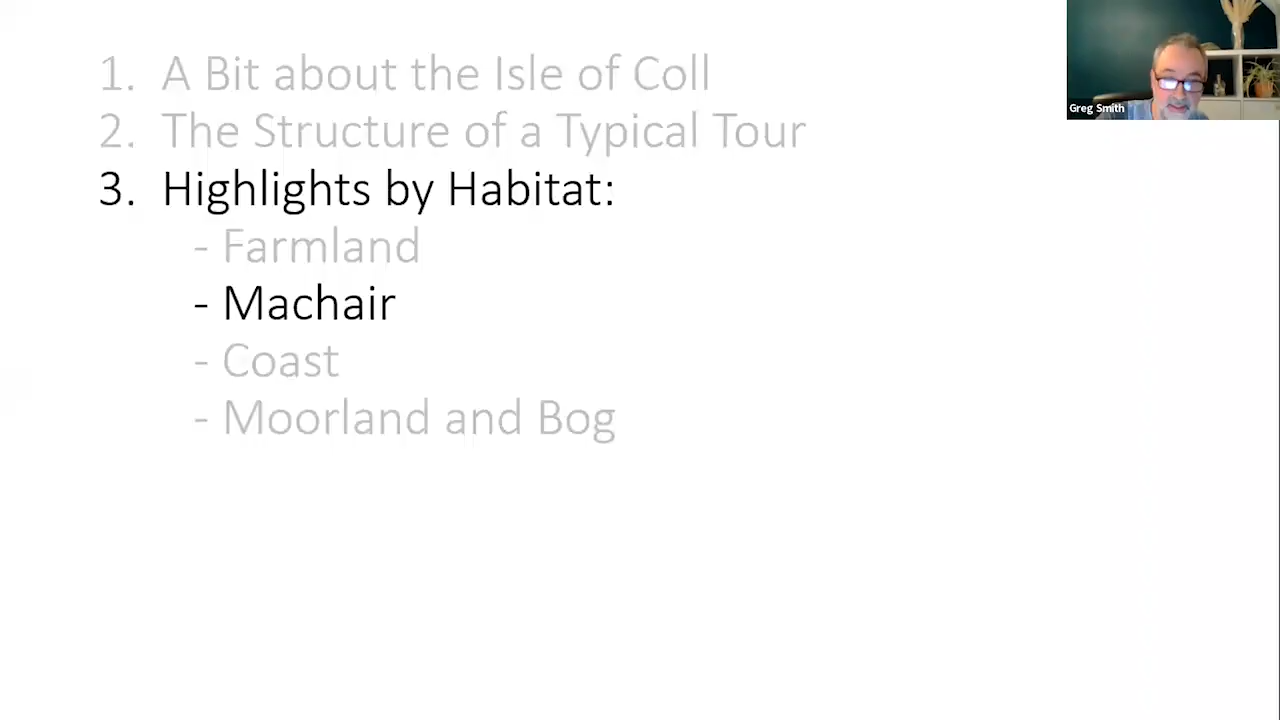 1. A Bit about the Isle of Coll
2. The Structure of a Typical Tour
3. Highlights by Habitat:
- Farmland
- Machair
- Coast
- Moorland and Bog
Greg Smith